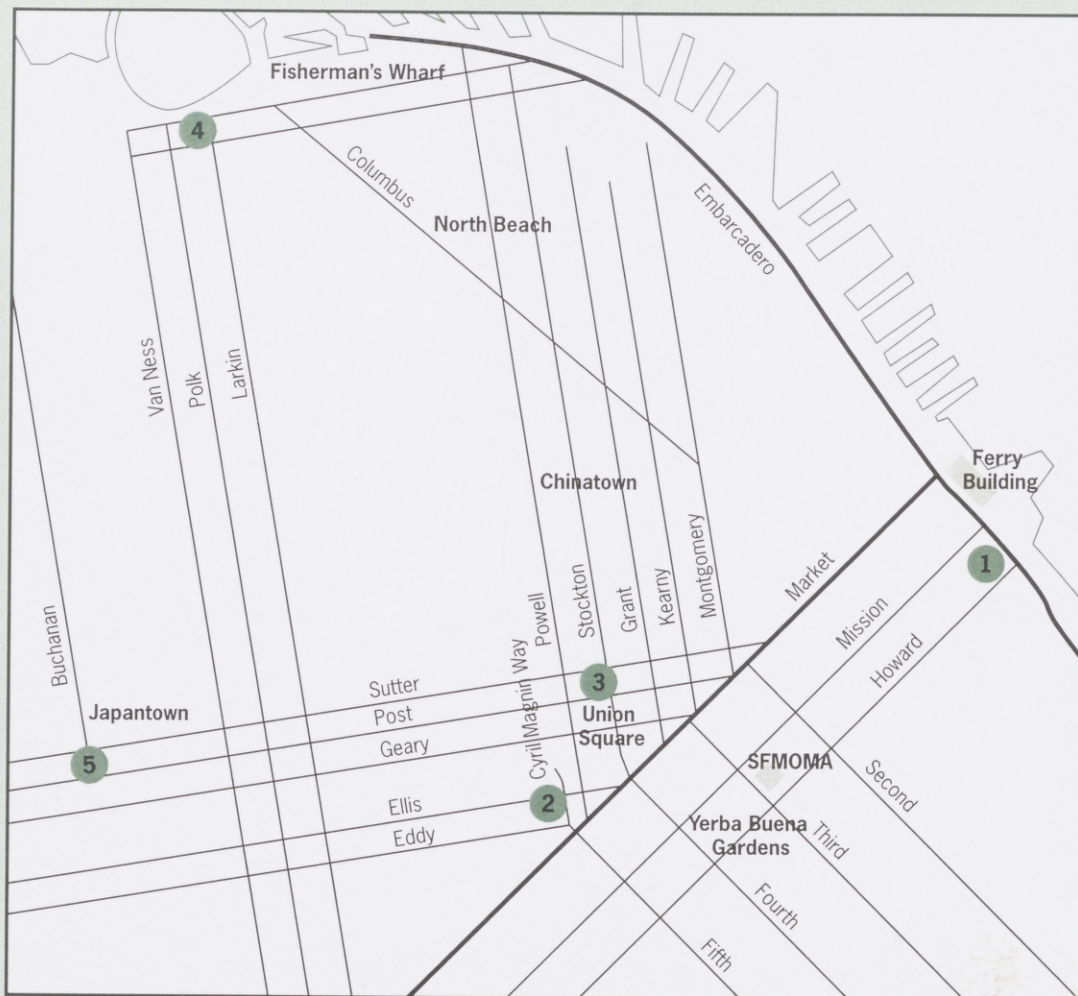 Fisherman's Wharf
4
Columbus
North Beach
Embarcadero
Van Ness
Polk
Larkin
Ferry
Building
Chinatown
1
Market
Buchanan
Powell
Stockton
Grant
Kearny
Montgomery
Mission
Howard
Cyril Magnin Way
Sutter
3
Japantown
Post
Union
Square
Geary
5
SFMOMA
Second
Ellis
2
Eddy
Yerba Buena
Gardens
Third
Fourth
Fifth